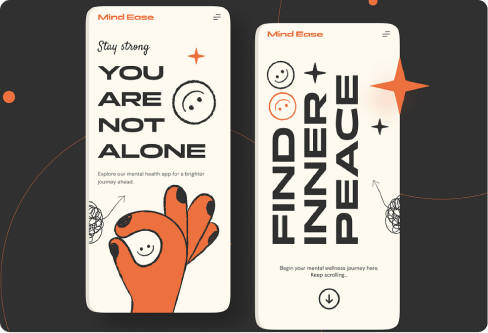 Mind Ease
Stay strong
YOU
ARE
NOT
ALONE
Explore our mental health app for a brighter
journey ahead.
Mind Ease
FIND
INNER
PEACE
Begin your mental wellness journey here.
Keep scrolling...